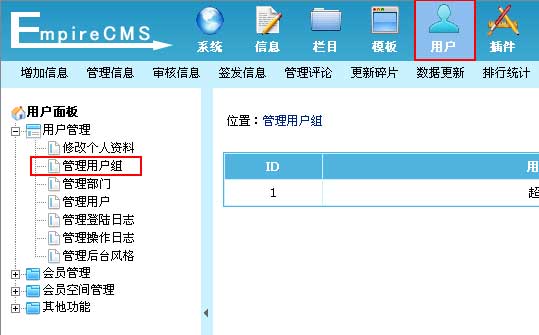 EmpireCMS
系统 信息 栏目 模板 用户 插件
增加信息 管理信息 审核信息 签发信息 管理评论 更新碎片 数据更新 排行统计
用户面板
用户管理
修改个人资料
管理用户组
管理部门
管理用户
管理登陆日志
管理操作日志
管理后台风格
会员管理
会员空间管理
其他功能
位置：管理用户组
ID 用
1 超